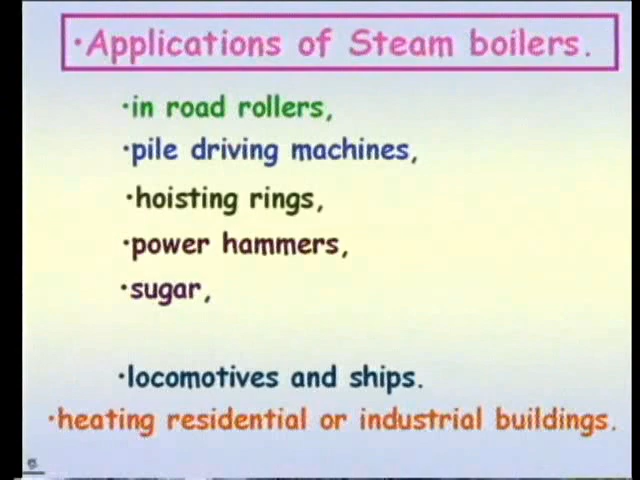 ·Applications of Steam boilers.
·in road rollers,
·pile driving machines,
·hoisting rings,
·power hammers,
·sugar,
·locomotives and ships.
·heating residential or industrial buildings.